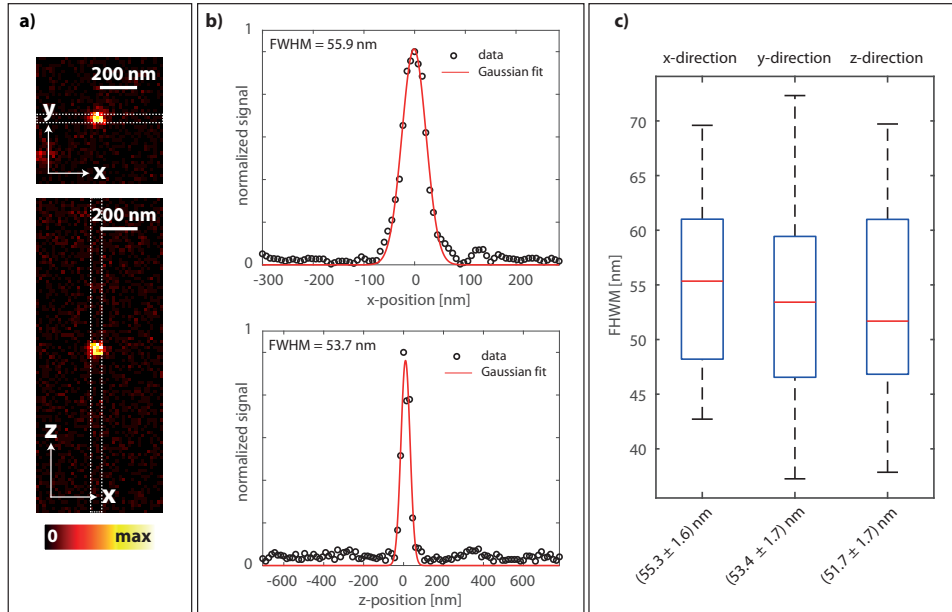 a)
200 nm
y
x
200 nm
z
x
0 max
b)
1
FWHM = 55.9 nm
data
Gaussian fit
normalized signal
0
-300 -200 -100 0 100 200
x-position [nm]
1
FWHM = 53.7 nm
data
Gaussian fit
normalized signal
0
-600 -400 -200 0 200 400 600
z-position [nm]
c)
x-direction y-direction z-direction
FHWM [nm]
70
65
60
55
50
45
40
(55.3 ± 1.6) nm
(53.4 ± 1.7) nm
(51.7 ± 1.7) nm